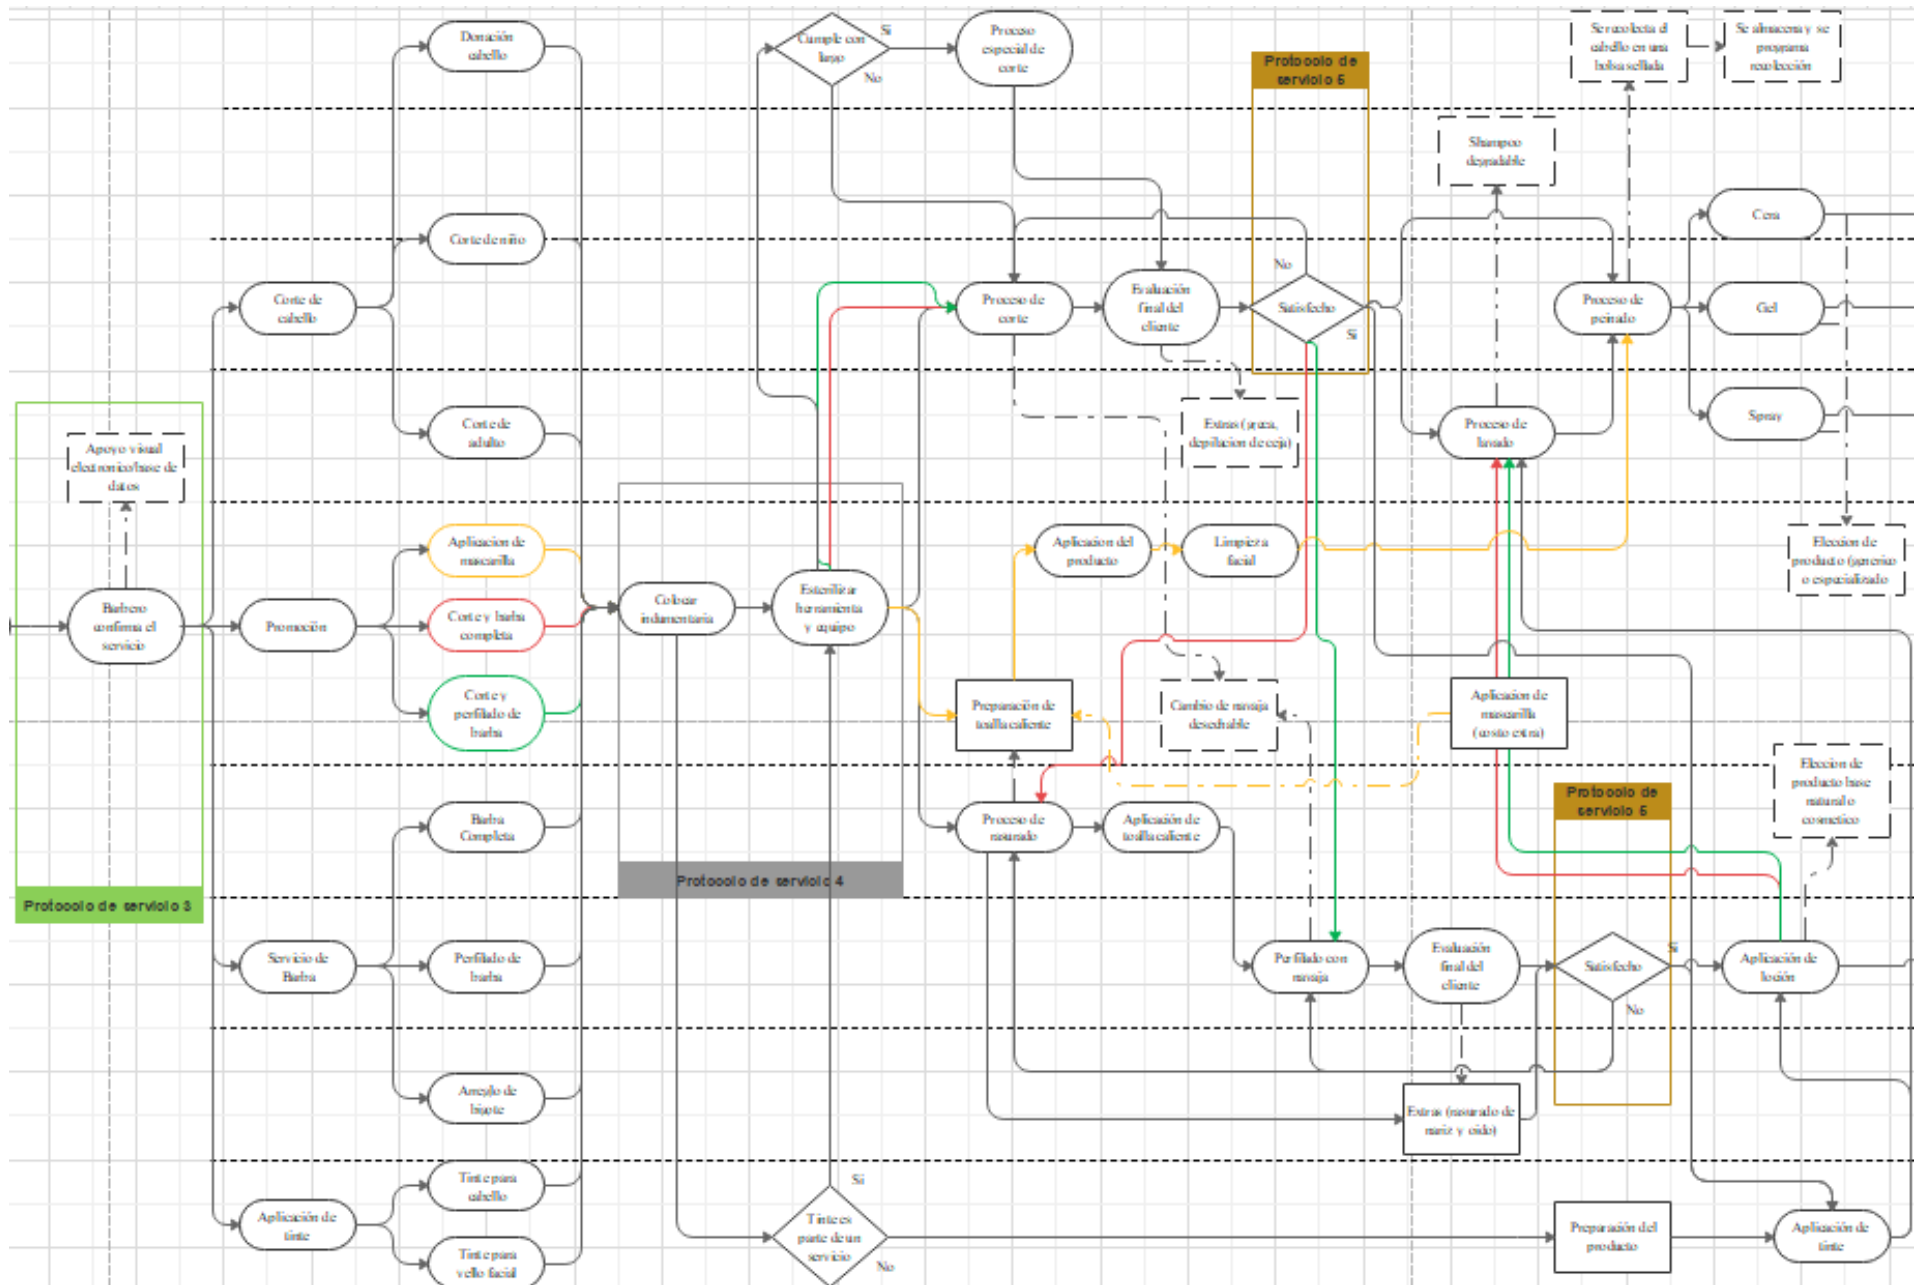 Donación
cabello
Cumple con
largo
Si
No
Proceso
especial de
corte
Protocolo de
servicio 5
Se recolecta el
cabello en una
bolsa sellada
Se almacena y se
programa
recolección
Shampoo
degradable
Corte de niño
Cera
Corte de
cabello
Proceso de
corte
Evaluación
final del
cliente
No
Satisfecho
Si
Proceso de
peinado
Gel
Corte de
adulto
Extras (greca,
depilacion de ceja)
Proceso de
lavado
Spray
Apoyo visual
electronico/base de
datos
Aplicacion de
mascarilla
Aplicacion del
producto
Limpieza
facial
Eleccion de
producto (generico
o especializado
Barbero
confirma el
servicio
Promoción
Corte y barba
completa
Colocar
indumentaria
Esterilizar
herramienta
y equipo
Corte y
perfilado de
barba
Preparación de
toalla caliente
Cambio de navaja
desechable
Aplicacion de
mascarilla
(costo extra)
Eleccion de
producto base
natural o
cosmetico
Protocolo de
servicio 5
Barba
Completa
Proceso de
rasurado
Aplicación de
toalla caliente
Protocolo de servicio 4
Protocolo de servicio 3
Servicio de
Barba
Perfilado de
barba
Perfilado con
navaja
Evaluación
final del
cliente
Satisfecho
Si
No
Aplicación de
loción
Arreglo de
bigote
Extras (rasurado de
nariz y oido)
Tinte para
cabello
Aplicación de
tinte
Si
Tinte es
parte de un
servicio
No
Preparación del
producto
Aplicación de
tinte
Tinte para
vello facial